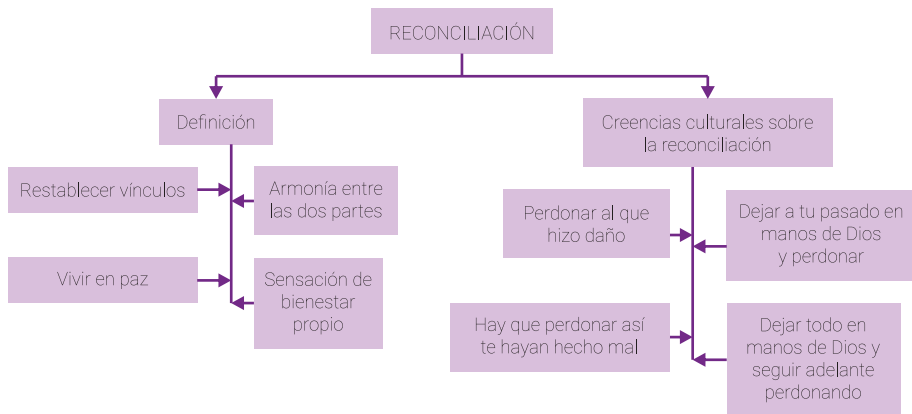 RECONCILIACIÓN
Definición
Restablecer vínculos
Armonía entre
las dos partes
Vivir en paz
Sensación de
bienestar
propio
Creencias culturales sobre
la reconciliación
Perdonar al que
hizo daño
Dejar a tu pasado en
manos de Dios
y perdonar
Hay que perdonar así
te hayan hecho mal
Dejar todo en
manos de Dios y
seguir adelante
perdonando